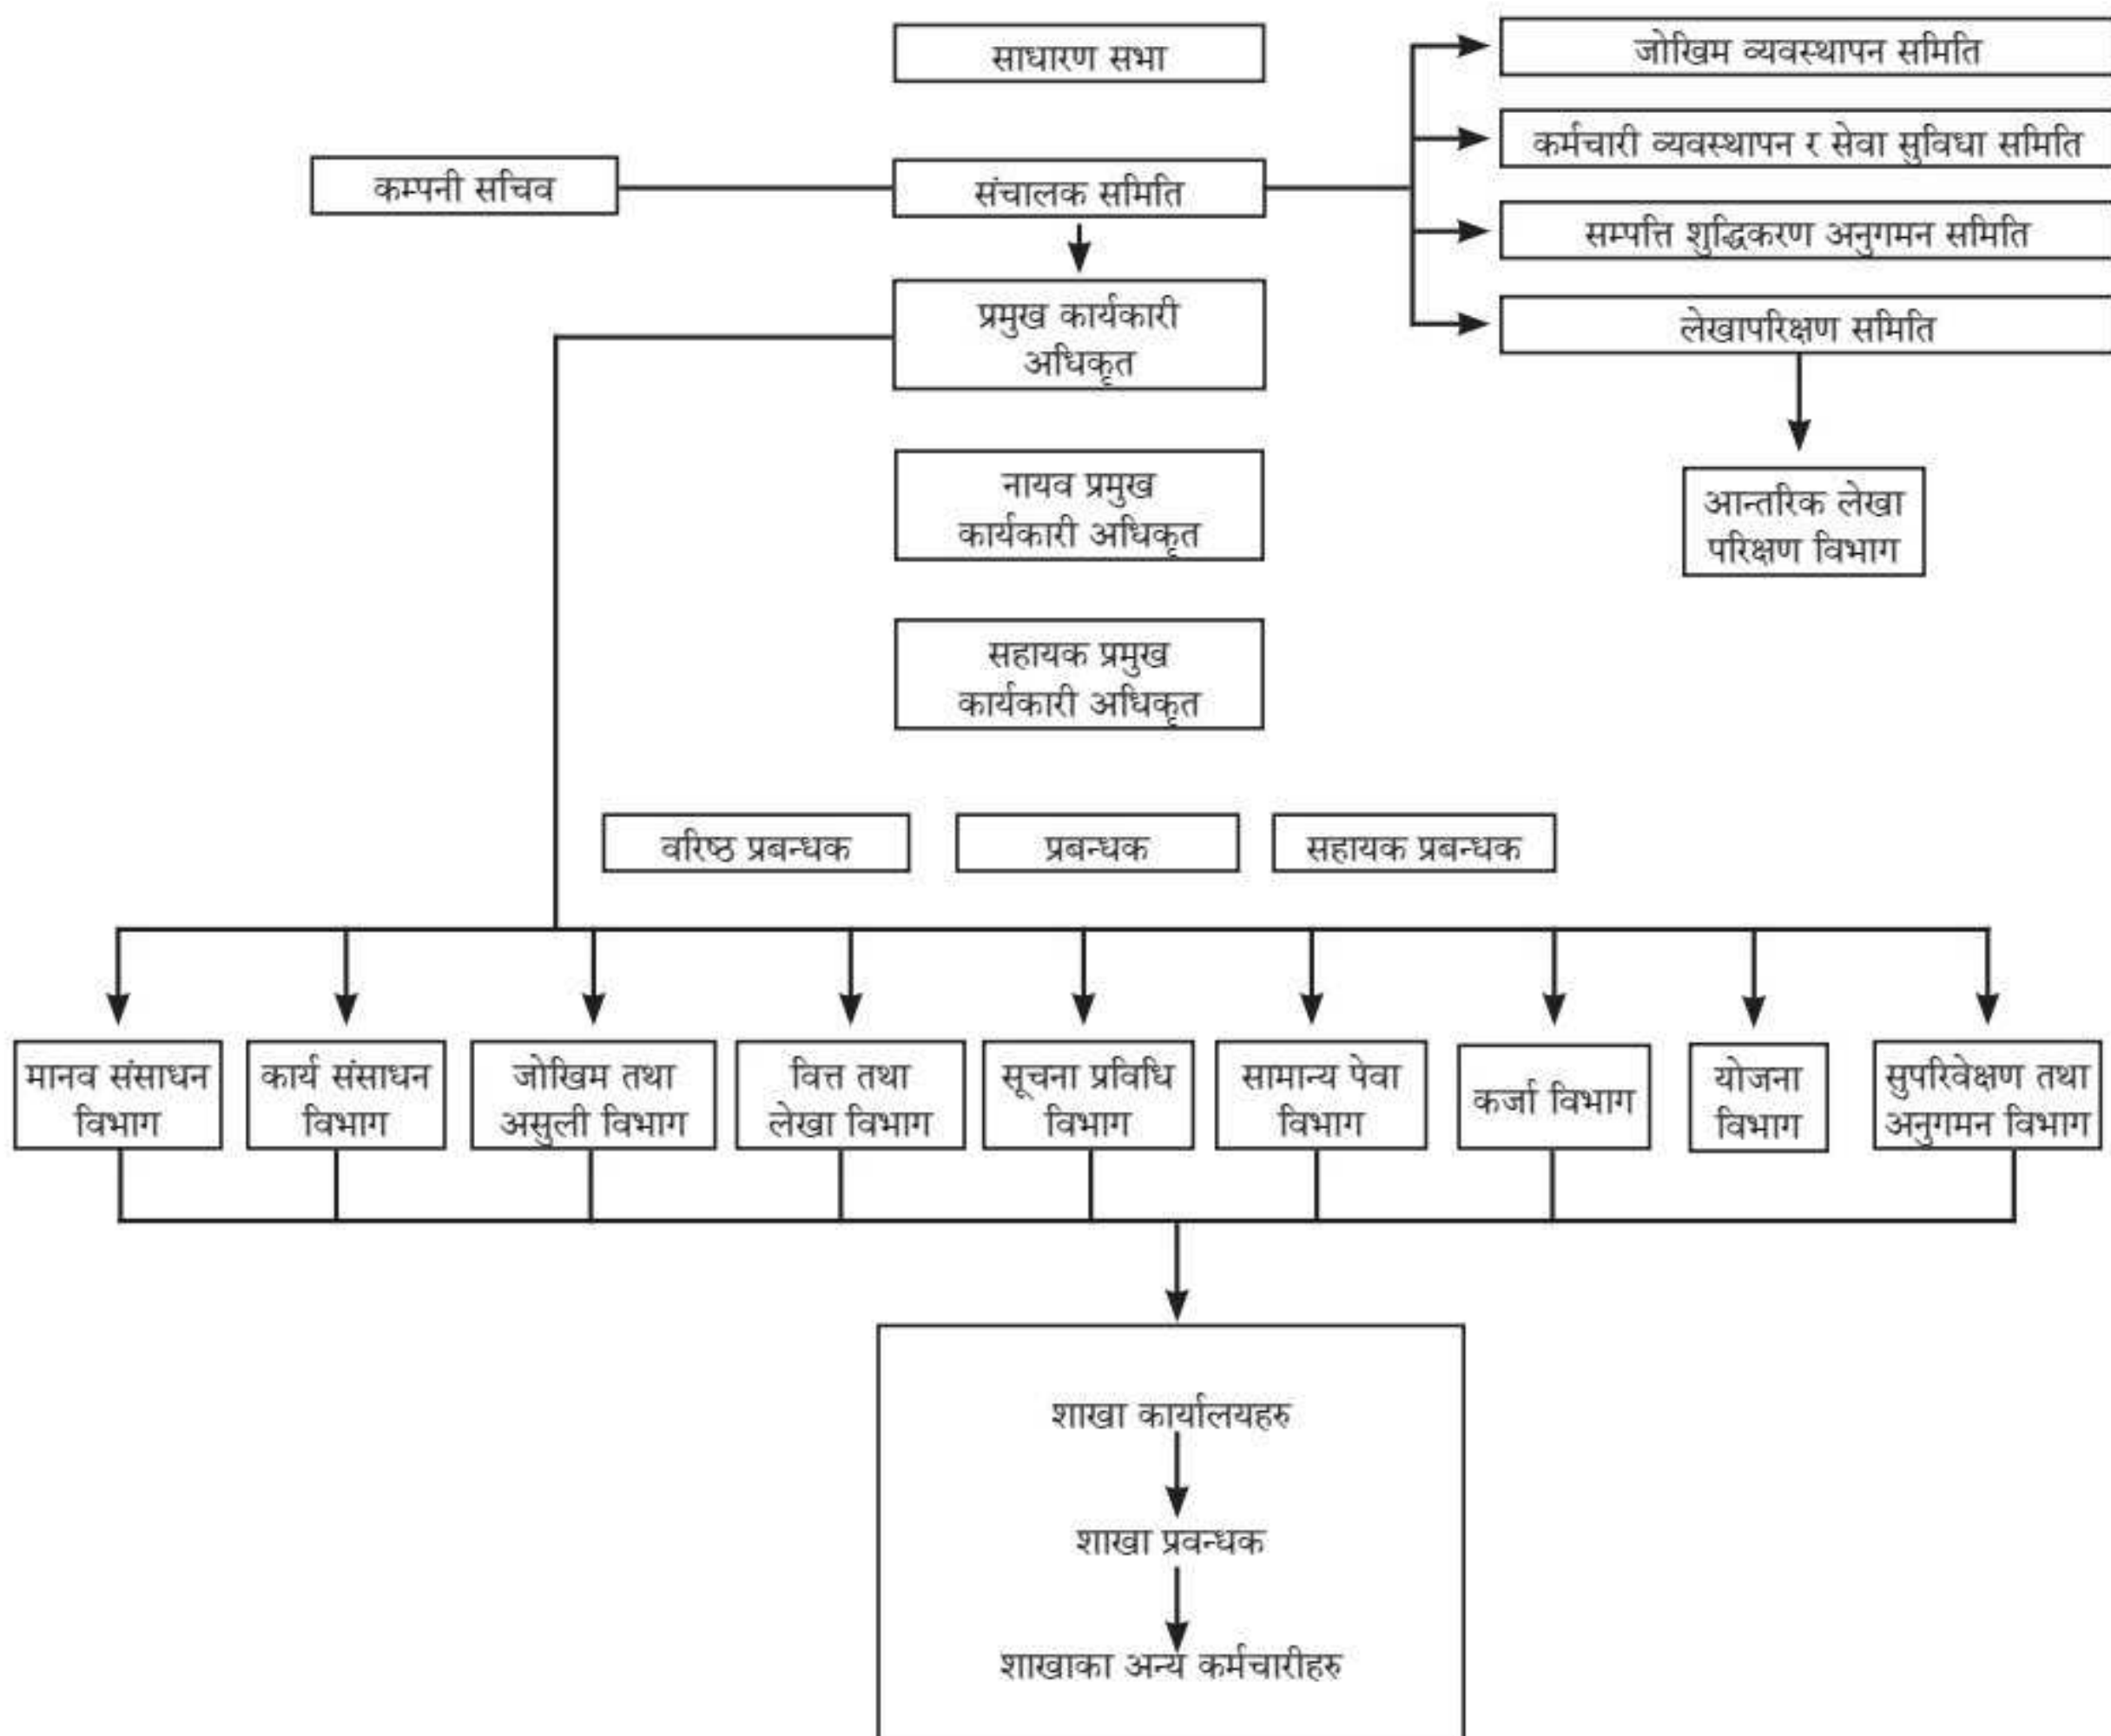 साधारण सभा
जोखिम व्यवस्थापन समिति
कर्मचारी व्यवस्थापन र सेवा सुविधा समिति
कम्पनी सचिव
संचालक समिति
सम्पत्ति शुद्धिकरण अनुगमन समिति
प्रमुख कार्यकारी
अधिकृत
लेखापरिक्षण समिति
नायव प्रमुख
कार्यकारी अधिकृत
आन्तरिक लेखा
परिक्षण विभाग
सहायक प्रमुख
कार्यकारी अधिकृत
वरिष्ठ प्रबन्धक
प्रबन्धक
सहायक प्रबन्धक
मानव संसाधन
विभाग
कार्य संसाधन
विभाग
जोखिम तथा
असुली विभाग
वित्त तथा
लेखा विभाग
सूचना प्रविधि
विभाग
सामान्य पेवा
विभाग
कर्जा विभाग
योजना
विभाग
सुपरिवेक्षण तथा
अनुगमन विभाग
शाखा कार्यालयहरु
शाखा प्रवन्धक
शाखाका अन्य कर्मचारीहरु